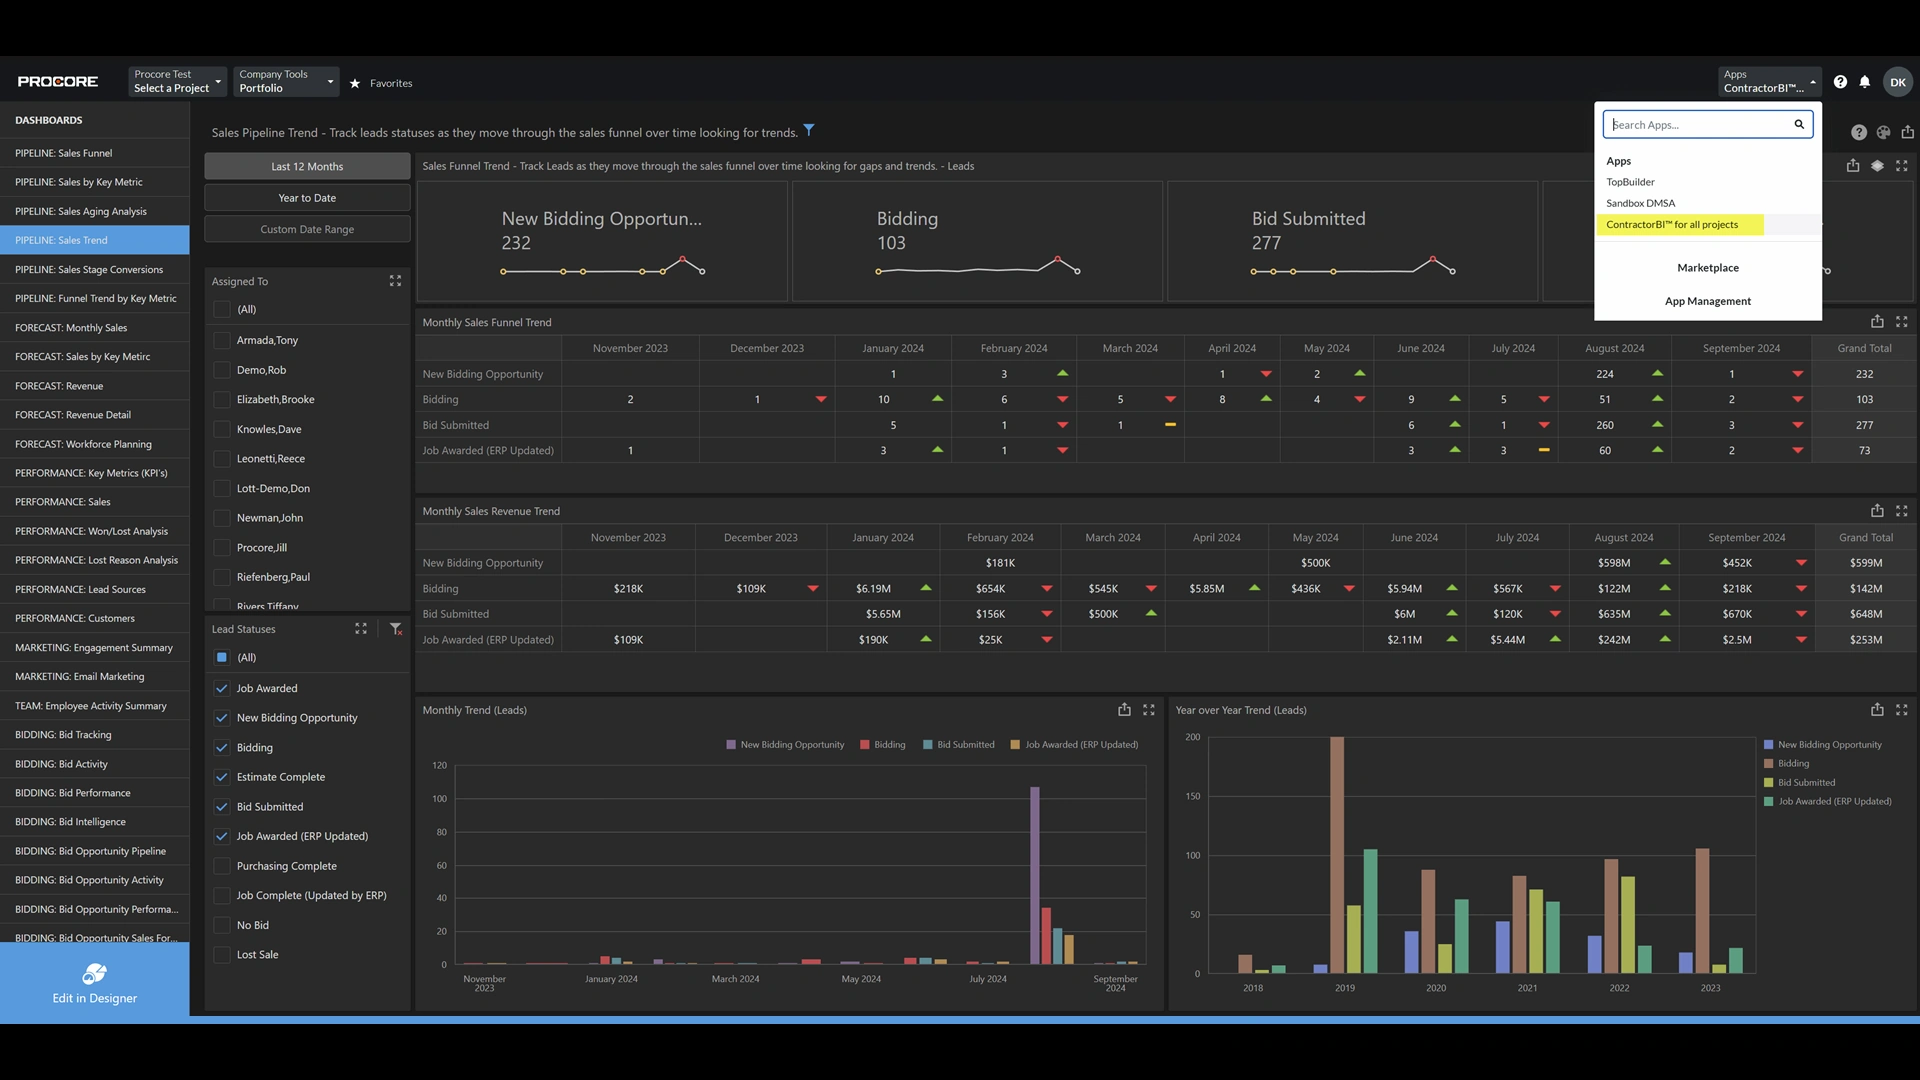 PROCORE
Procore Test
Select a Project
Company Tools
Portfolio
Favorites
Apps
ContractorBI™...
DK
DASHBOARDS
PIPELINE: Sales Funnel
PIPELINE: Sales by Key Metric
PIPELINE: Sales Aging Analysis
PIPELINE: Sales Trend
PIPELINE: Sales Stage Conversions
PIPELINE: Funnel Trend by Key Metric
FORECAST: Monthly Sales
FORECAST: Sales by Key Metirc
FORECAST: Revenue
FORECAST: Revenue Detail
FORECAST: Workforce Planning
PERFORMANCE: Key Metrics (KPI's)
PERFORMANCE: Sales
PERFORMANCE: Won/Lost Analysis
PERFORMANCE: Lost Reason Analysis
PERFORMANCE: Lead Sources
PERFORMANCE: Customers
MARKETING: Engagement Summary
MARKETING: Email Marketing
TEAM: Employee Activity Summary
BIDDING: Bid Tracking
BIDDING: Bid Activity
BIDDING: Bid Performance
BIDDING: Bid Intelligence
BIDDING: Bid Opportunity Pipeline
BIDDING: Bid Opportunity Activity
BIDDING: Bid Opportunity Performa...
BIDDING: Bid Opportunity Sales For...
Edit in Designer
Sales Pipeline Trend - Track leads statuses as they move through the sales funnel over time looking for trends.
Last 12 Months
Year to Date
Custom Date Range
Assigned To
(All)
Armada,Tony
Demo,Rob
Elizabeth,Brooke
Knowles,Dave
Leonetti,Reece
Lott-Demo,Don
Newman,John
Procore,Jill
Riefenberg,Paul
Rivers,Tiffany
Lead Statuses
(All)
Job Awarded
New Bidding Opportunity
Bidding
Estimate Complete
Bid Submitted
Job Awarded (ERP Updated)
Purchasing Complete
Job Complete (Updated by ERP)
No Bid
Lost Sale
Sales Funnel Trend - Track Leads as they move through the sales funnel over time looking for gaps and trends. - Leads
New Bidding Opportun...
232
Bidding
103
Bid Submitted
277
Search Apps...
Apps
TopBuilder
Sandbox DMSA
ContractorBI™ for all projects
Marketplace
App Management
Monthly Sales Funnel Trend
November 2023 December 2023 January 2024 February 2024 March 2024 April 2024 May 2024 June 2024 July 2024 August 2024 September 2024 Grand Total
New Bidding Opportunity 1 3 1 2 224 1 232
Bidding 2 1 10 6 5 8 4 9 5 51 2 103
Bid Submitted 5 1 1 6 1 260 3 277
Job Awarded (ERP Updated) 1 3 1 3 3 60 2 73
Monthly Sales Revenue Trend
November 2023 December 2023 January 2024 February 2024 March 2024 April 2024 May 2024 June 2024 July 2024 August 2024 September 2024 Grand Total
New Bidding Opportunity $181K $500K $598M $452K $599M
Bidding $218K $109K $6.19M $654K $545K $5.85M $436K $5.94M $567K $122M $218K $142M
Bid Submitted $5.65M $156K $500K $6M $120K $635M $670K $648M
Job Awarded (ERP Updated) $109K $190K $25K $2.11M $5.44M $242M $2.5M $253M
Monthly Trend (Leads)
New Bidding Opportunity Bidding Bid Submitted Job Awarded (ERP Updated)
120
100
80
60
40
20
0
November 2023 January 2024 March 2024 May 2024 July 2024 September 2024
Year over Year Trend (Leads)
200
150
100
50
0
2018 2019 2020 2021 2022 2023
New Bidding Opportunity
Bidding
Bid Submitted
Job Awarded (ERP Updated)